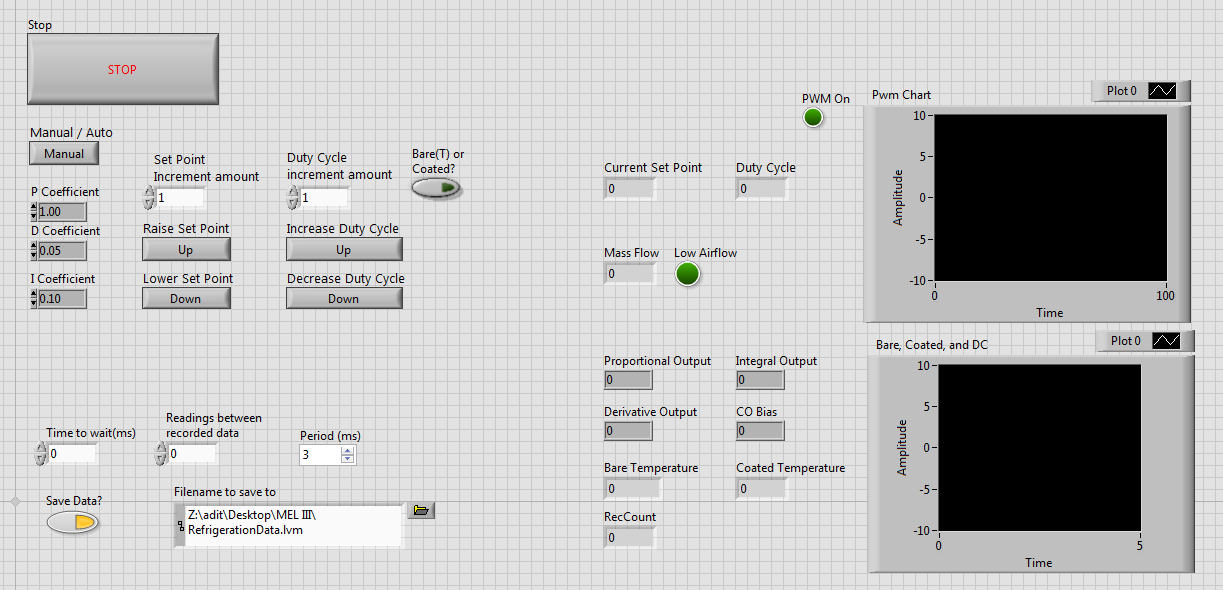 Stop
STOP
Manual / Auto
Manual
P Coefficient
1.00
D Coefficient
0.05
I Coefficient
0.10
Set Point
Increment amount
1
Raise Set Point
Up
Lower Set Point
Down
Duty Cycle
increment amount
1
Increase Duty Cycle
Up
Decrease Duty Cycle
Down
Bare(T) or
Coated?
Time to wait(ms)
0
Readings between
recorded data
0
Period (ms)
3
Save Data?
Filename to save to
Z:\adit\Desktop\MEL III\
RefrigerationData.lvm
PWM On
Current Set Point
0
Duty Cycle
0
Mass Flow
0
Low Airflow
Proportional Output
0
Integral Output
0
Derivative Output
0
CO Bias
0
Bare Temperature
0
Coated Temperature
0
RecCount
0
Pwm Chart
Plot 0
10
5
0
-5
-10
Amplitude
0
100
Time
Bare, Coated, and DC
Plot 0
10
5
0
-5
-10
Amplitude
0
5
Time